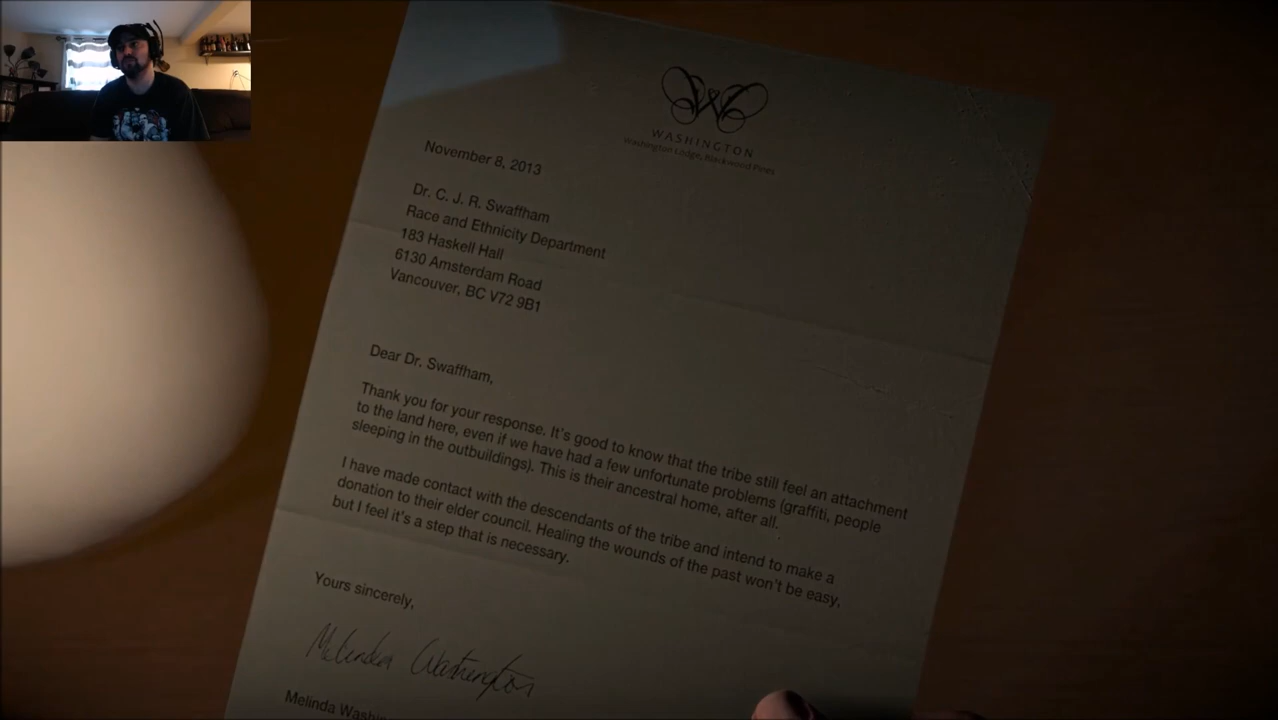 WASHINGTON
Washington Lodge, Blackwood Pines
November 8, 2013
Dr. C. J. R. Swaffham
Race and Ethnicity Department
183 Haskell Hall
6130 Amsterdam Road
Vancouver, BC V72 9B1
Dear Dr. Swaffham,
Thank you for your response. It's good to know that the tribe still feel an attachment
to the land here, even if we have had a few unfortunate problems (graffiti, people
sleeping in the outbuildings). This is their ancestral home, after all.
I have made contact with the descendants of the tribe and intend to make a
donation to their elder council. Healing the wounds of the past won't be easy,
but I feel it's a step that is necessary.
Yours sincerely,
Melinda Washington
Melinda